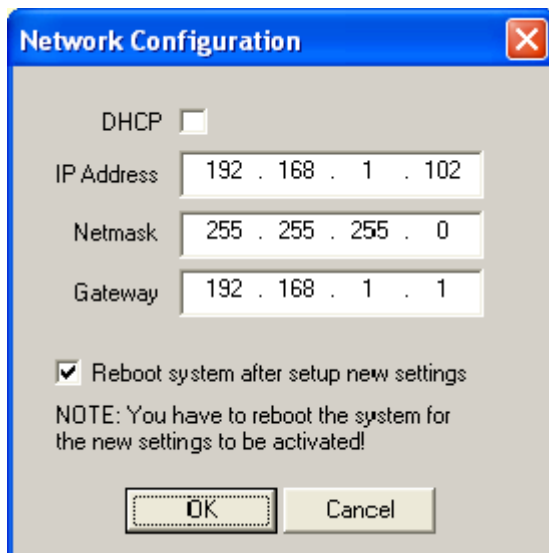 Network Configuration
DHCP
IP Address 192 . 168 . 1 . 102
Netmask 255 . 255 . 255 . 0
Gateway 192 . 168 . 1 . 1
Reboot system after setup new settings
NOTE: You have to reboot the system for
the new settings to be activated!
OK Cancel